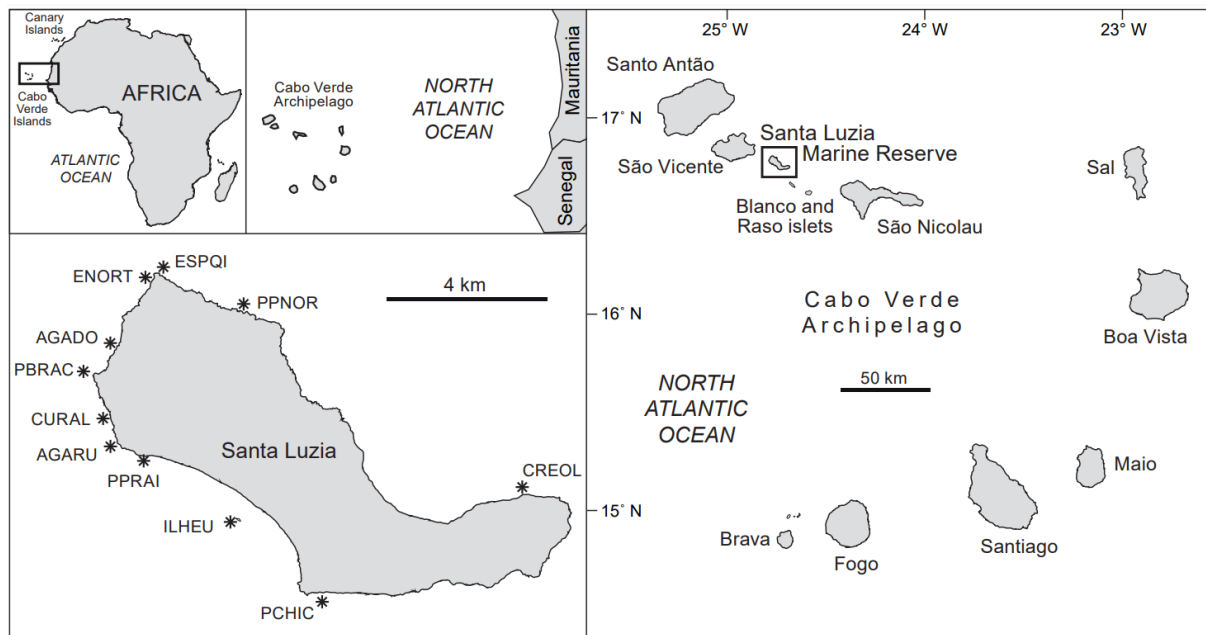 Canary
Islands
Cabo
Verde
Islands
AFRICA
ATLANTIC
OCEAN
Cabo Verde
Archipelago
NORTH
ATLANTIC
OCEAN
Mauritania
Senegal
ESPQI
ENORT
PPNOR
4 km
AGADO
PBRAC
CURAL
AGARU
PPRAI
Santa Luzia
CREOL
ILHEU
PCHIC
25° W
24° W
23° W
17° N
16° N
15° N
Santo Antão
São Vicente
Santa Luzia
Marine Reserve
Blanco and
Raso islets
São Nicolau
Sal
Cabo Verde
Archipelago
Boa Vista
50 km
NORTH
ATLANTIC
OCEAN
Maio
Santiago
Fogo
Brava